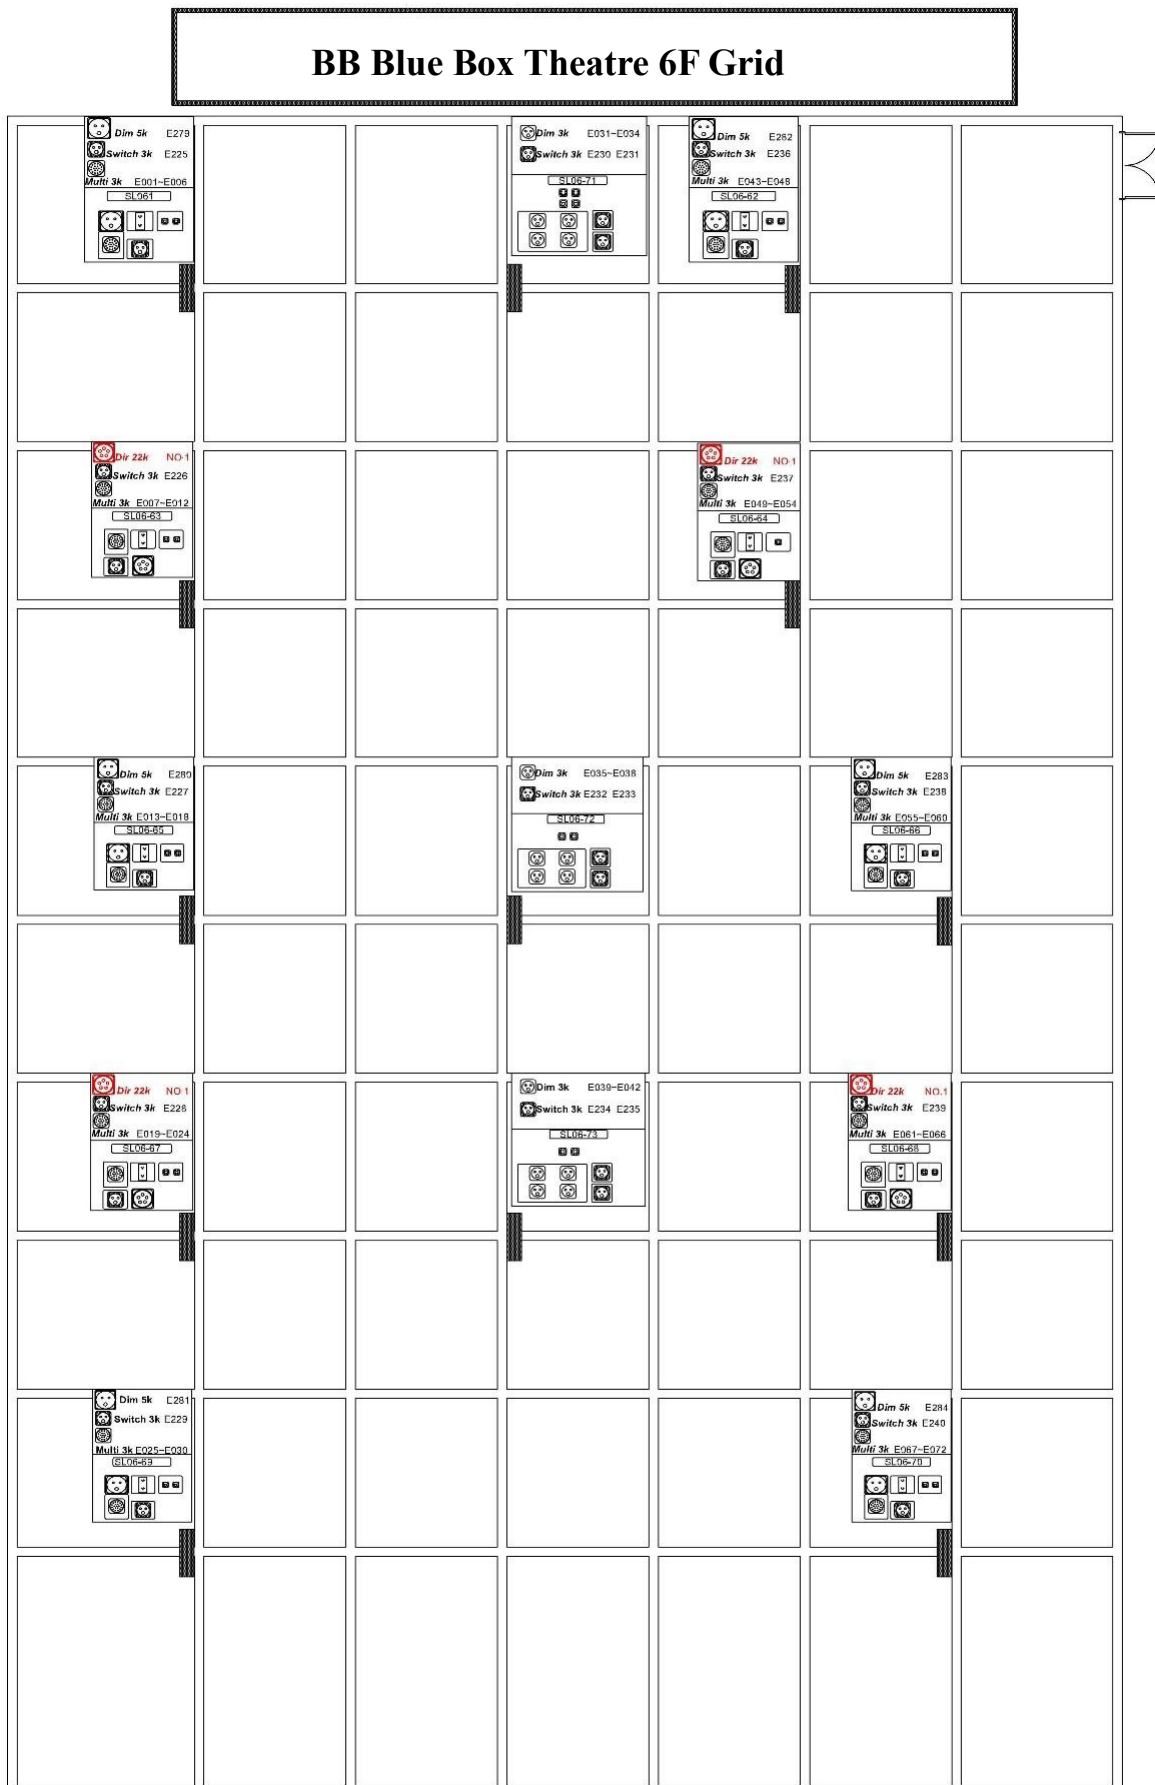 BB Blue Box Theatre 6F Grid
Dim 5k E279
Switch 3k E225
Multi 3k E001~E006
SL061
Dim 3k E031~E034
Switch 3k E230 E231
SL06-71
Dim 5k E282
Switch 3k E236
Multi 3k E043~E048
SL06-62
Dir 22k NO-1
Switch 3k E226
Multi 3k E007~E012
SL06-63
Dir 22k NO-1
Switch 3k E237
Multi 3k E049~E054
SL06-64
Dim 5k E280
Switch 3k E227
Multi 3k E013~E018
SL06-65
Dim 3k E035~E038
Switch 3k E232 E233
SL06-72
Dim 5k E283
Switch 3k E238
Multi 3k E055~E060
SL06-66
Dir 22k NO-1
Switch 3k E228
Multi 3k E019~E024
SL06-67
Dim 3k E039~E042
Switch 3k E234 E235
SL06-73
Dir 22k NO.1
Switch 3k E239
Multi 3k E061~E066
SL06-68
Dim 5k E281
Switch 3k E229
Multi 3k E025~E030
SL06-69
Dim 5k E284
Switch 3k E240
Multi 3k E067~E072
SL06-70